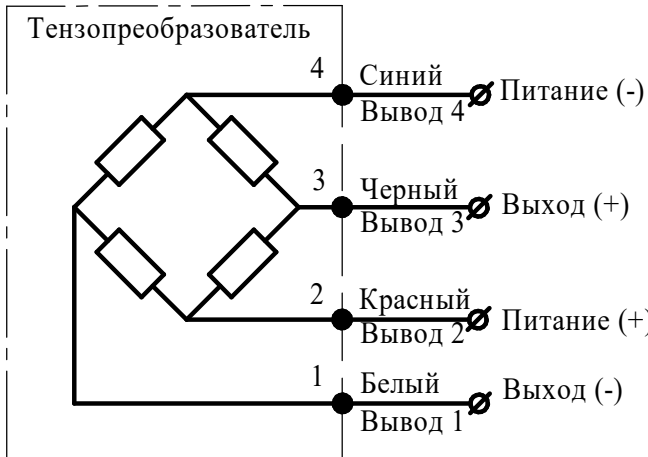 Тензопреобразователь
4 Синий
Вывод 4
Питание (-)
3 Черный
Вывод 3
Выход (+)
2 Красный
Вывод 2
Питание (+)
1 Белый
Вывод 1
Выход (-)